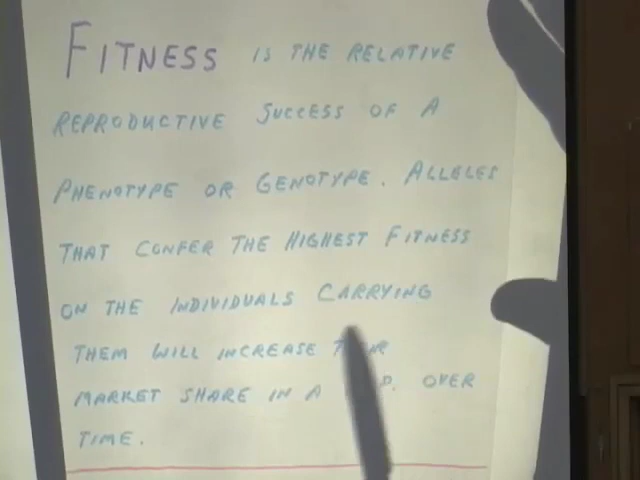 FITNESS IS THE RELATIVE
REPRODUCTIVE SUCCESS OF A
PHENOTYPE OR GENOTYPE. ALLELES
THAT CONFER THE HIGHEST FITNESS
ON THE INDIVIDUALS CARRYING
THEM WILL INCREASE
MARKET SHARE IN A OVER
TIME.